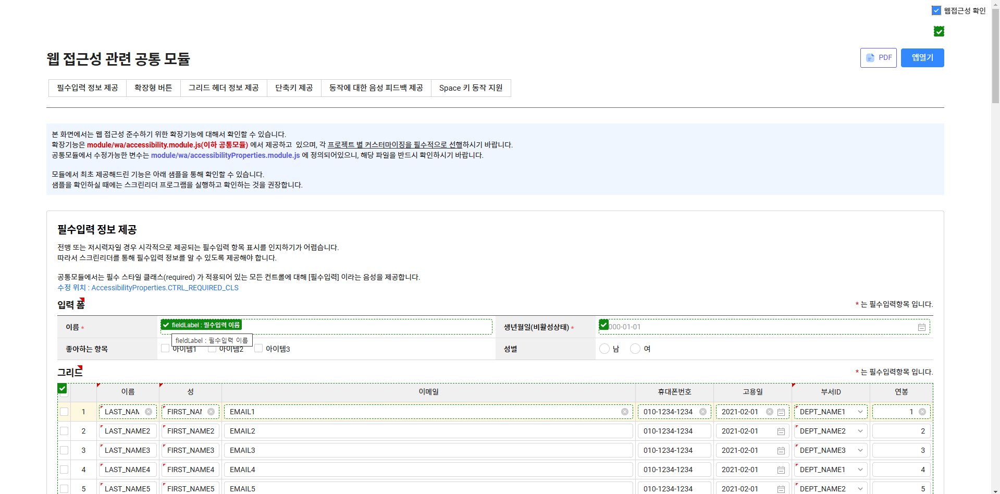 웹접근성 확인
웹 접근성 관련 공통 모듈
PDF
앱열기
필수입력 정보 제공
확장형 버튼
그리드 헤더 정보 제공
단축키 제공
동작에 대한 음성 피드백 제공
Space 키 동작 지원
본 화면에서는 웹 접근성 준수하기 위한 확장기능에 대해서 확인할 수 있습니다.
확장기능은 module/wa/accessibility.module.js(이하 공통모듈) 에서 제공하고 있으며, 각 프로젝트 별 커스터마이징을 필수적으로 선행하시기 바랍니다.
공통모듈에서 수정가능한 변수는 module/wa/accessibilityProperties.module.js 에 정의되어있으니, 해당 파일을 반드시 확인하시기 바랍니다.
모듈에서 최초 제공해드린 기능은 아래 샘플을 통해 확인할 수 있습니다.
샘플을 확인하실 때에는 스크린리더 프로그램을 실행하고 확인하는 것을 권장합니다.
필수입력 정보 제공
전맹 또는 저시력자일 경우 시각적으로 제공되는 필수입력 항목 표시를 인지하기가 어렵습니다.
따라서 스크린리더를 통해 필수입력 정보를 알 수 있도록 제공해야 합니다.
공통모듈에서는 필수 스타일 클래스(required) 가 적용되어 있는 모든 컨트롤에 대해 [필수입력] 이라는 음성을 제공합니다.
수정 위치 : AccessibilityProperties.CTRL_REQUIRED_CLS
입력 폼
* 는 필수입력항목 입니다.
이름 *
fieldLabel : 필수입력 이름
생년월일(비활성상태) *
000-01-01
fieldLabel : 필수입력 이름
좋아하는 항목
아이템1
아이템2
아이템3
성별
남
여
그리드
* 는 필수입력항목 입니다.
이름 성 이메일 휴대폰번호 고용일 부서ID 연봉
1 LAST_NAM FIRST_NAM EMAIL1 010-1234-1234 2021-02-01 DEPT_NAME1 1
2 LAST_NAME2 FIRST_NAME2 EMAIL2 010-1234-1234 2021-02-01 DEPT_NAME2 2
3 LAST_NAME3 FIRST_NAME3 EMAIL3 010-1234-1234 2021-02-01 DEPT_NAME3 3
4 LAST_NAME4 FIRST_NAME4 EMAIL4 010-1234-1234 2021-02-01 DEPT_NAME1 4
5 LAST_NAME5 FIRST_NAME5 EMAIL5 010-1234-1234 2021-02-01 DEPT_NAME2 5